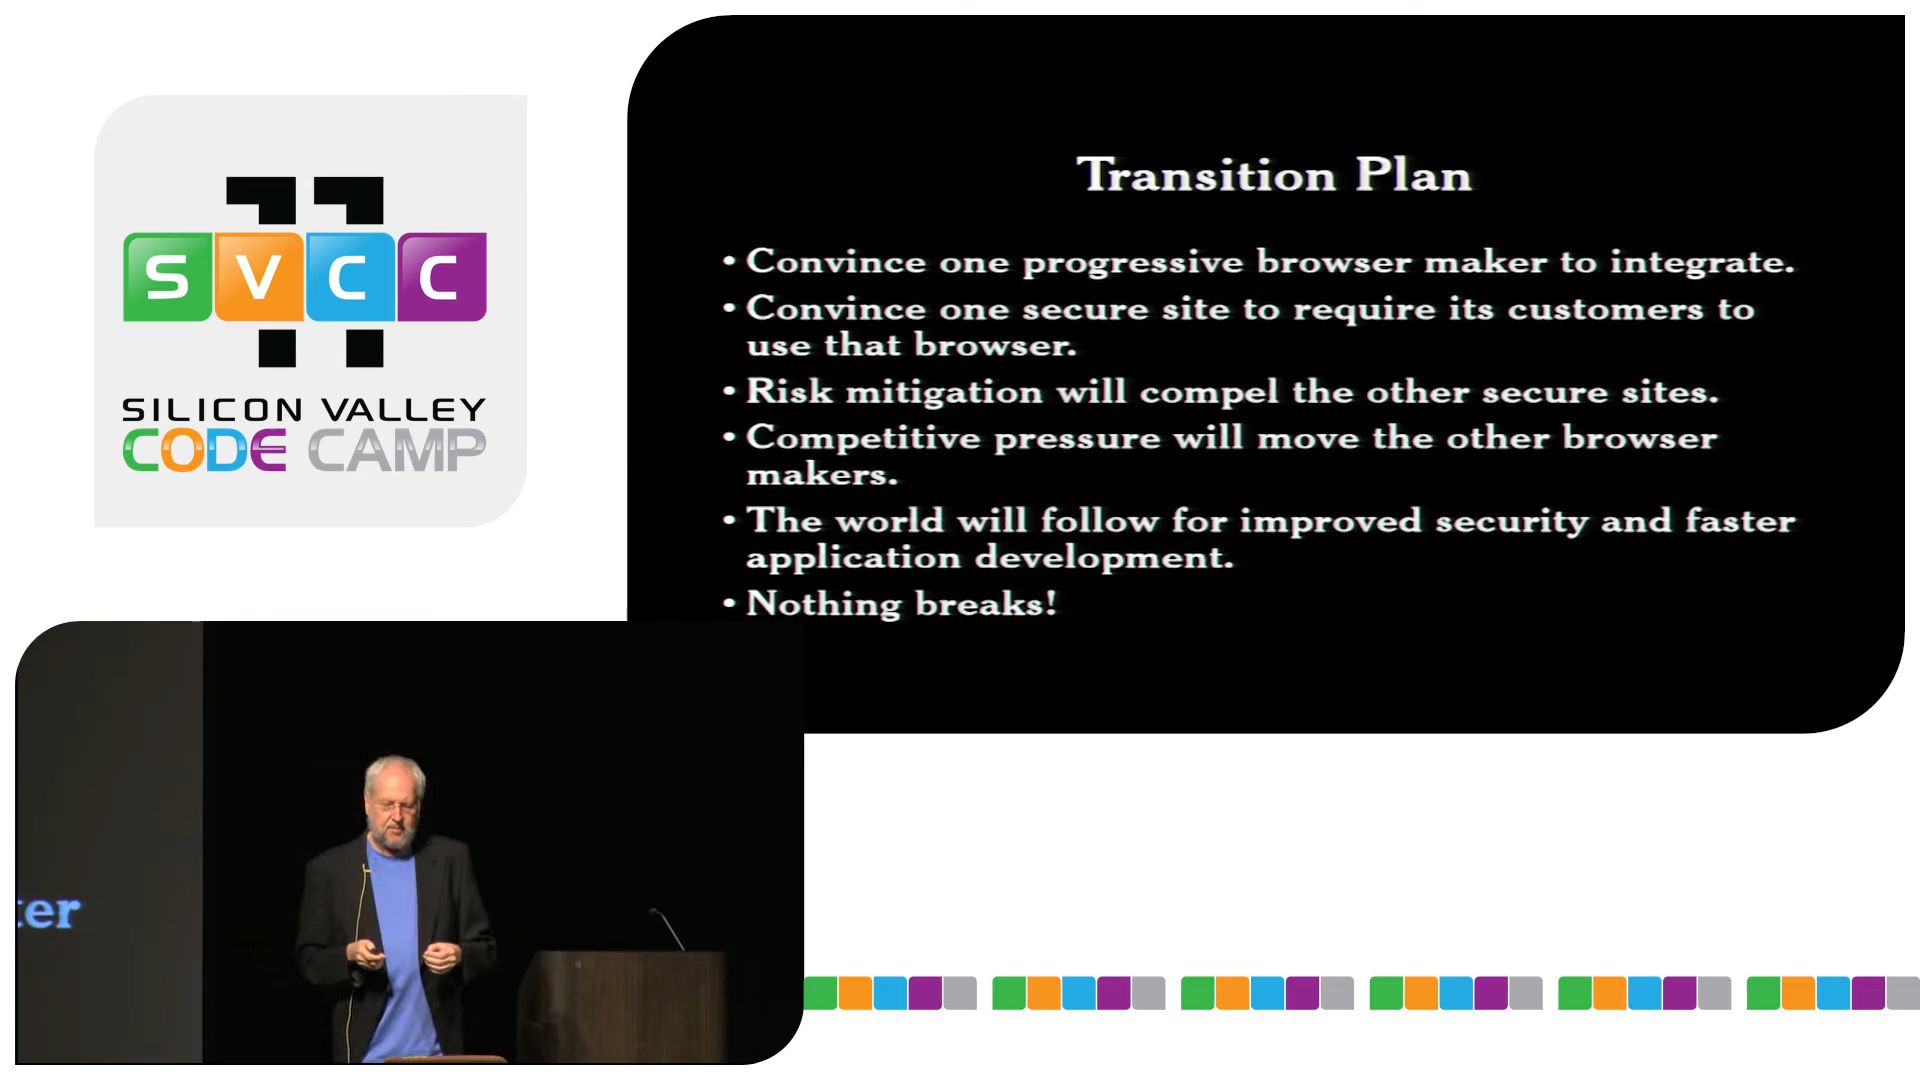 SVCC
SILICON VALLEY
CODE CAMP
Transition Plan
• Convince one progressive browser maker to integrate.
• Convince one secure site to require its customers to
use that browser.
• Risk mitigation will compel the other secure sites.
• Competitive pressure will move the other browser
makers.
• The world will follow for improved security and faster
application development.
• Nothing breaks!
ter